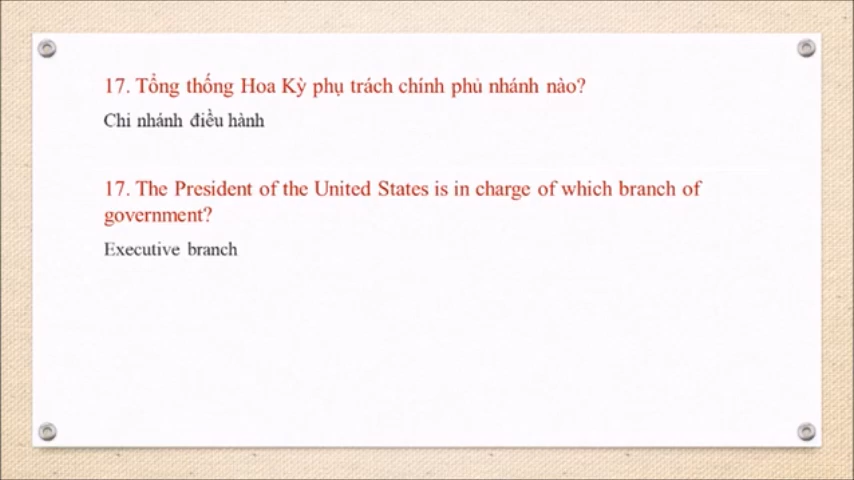 17. Tổng thống Hoa Kỳ phụ trách chính phủ nhánh nào?
Chi nhánh điều hành
17. The President of the United States is in charge of which branch of
government?
Executive branch